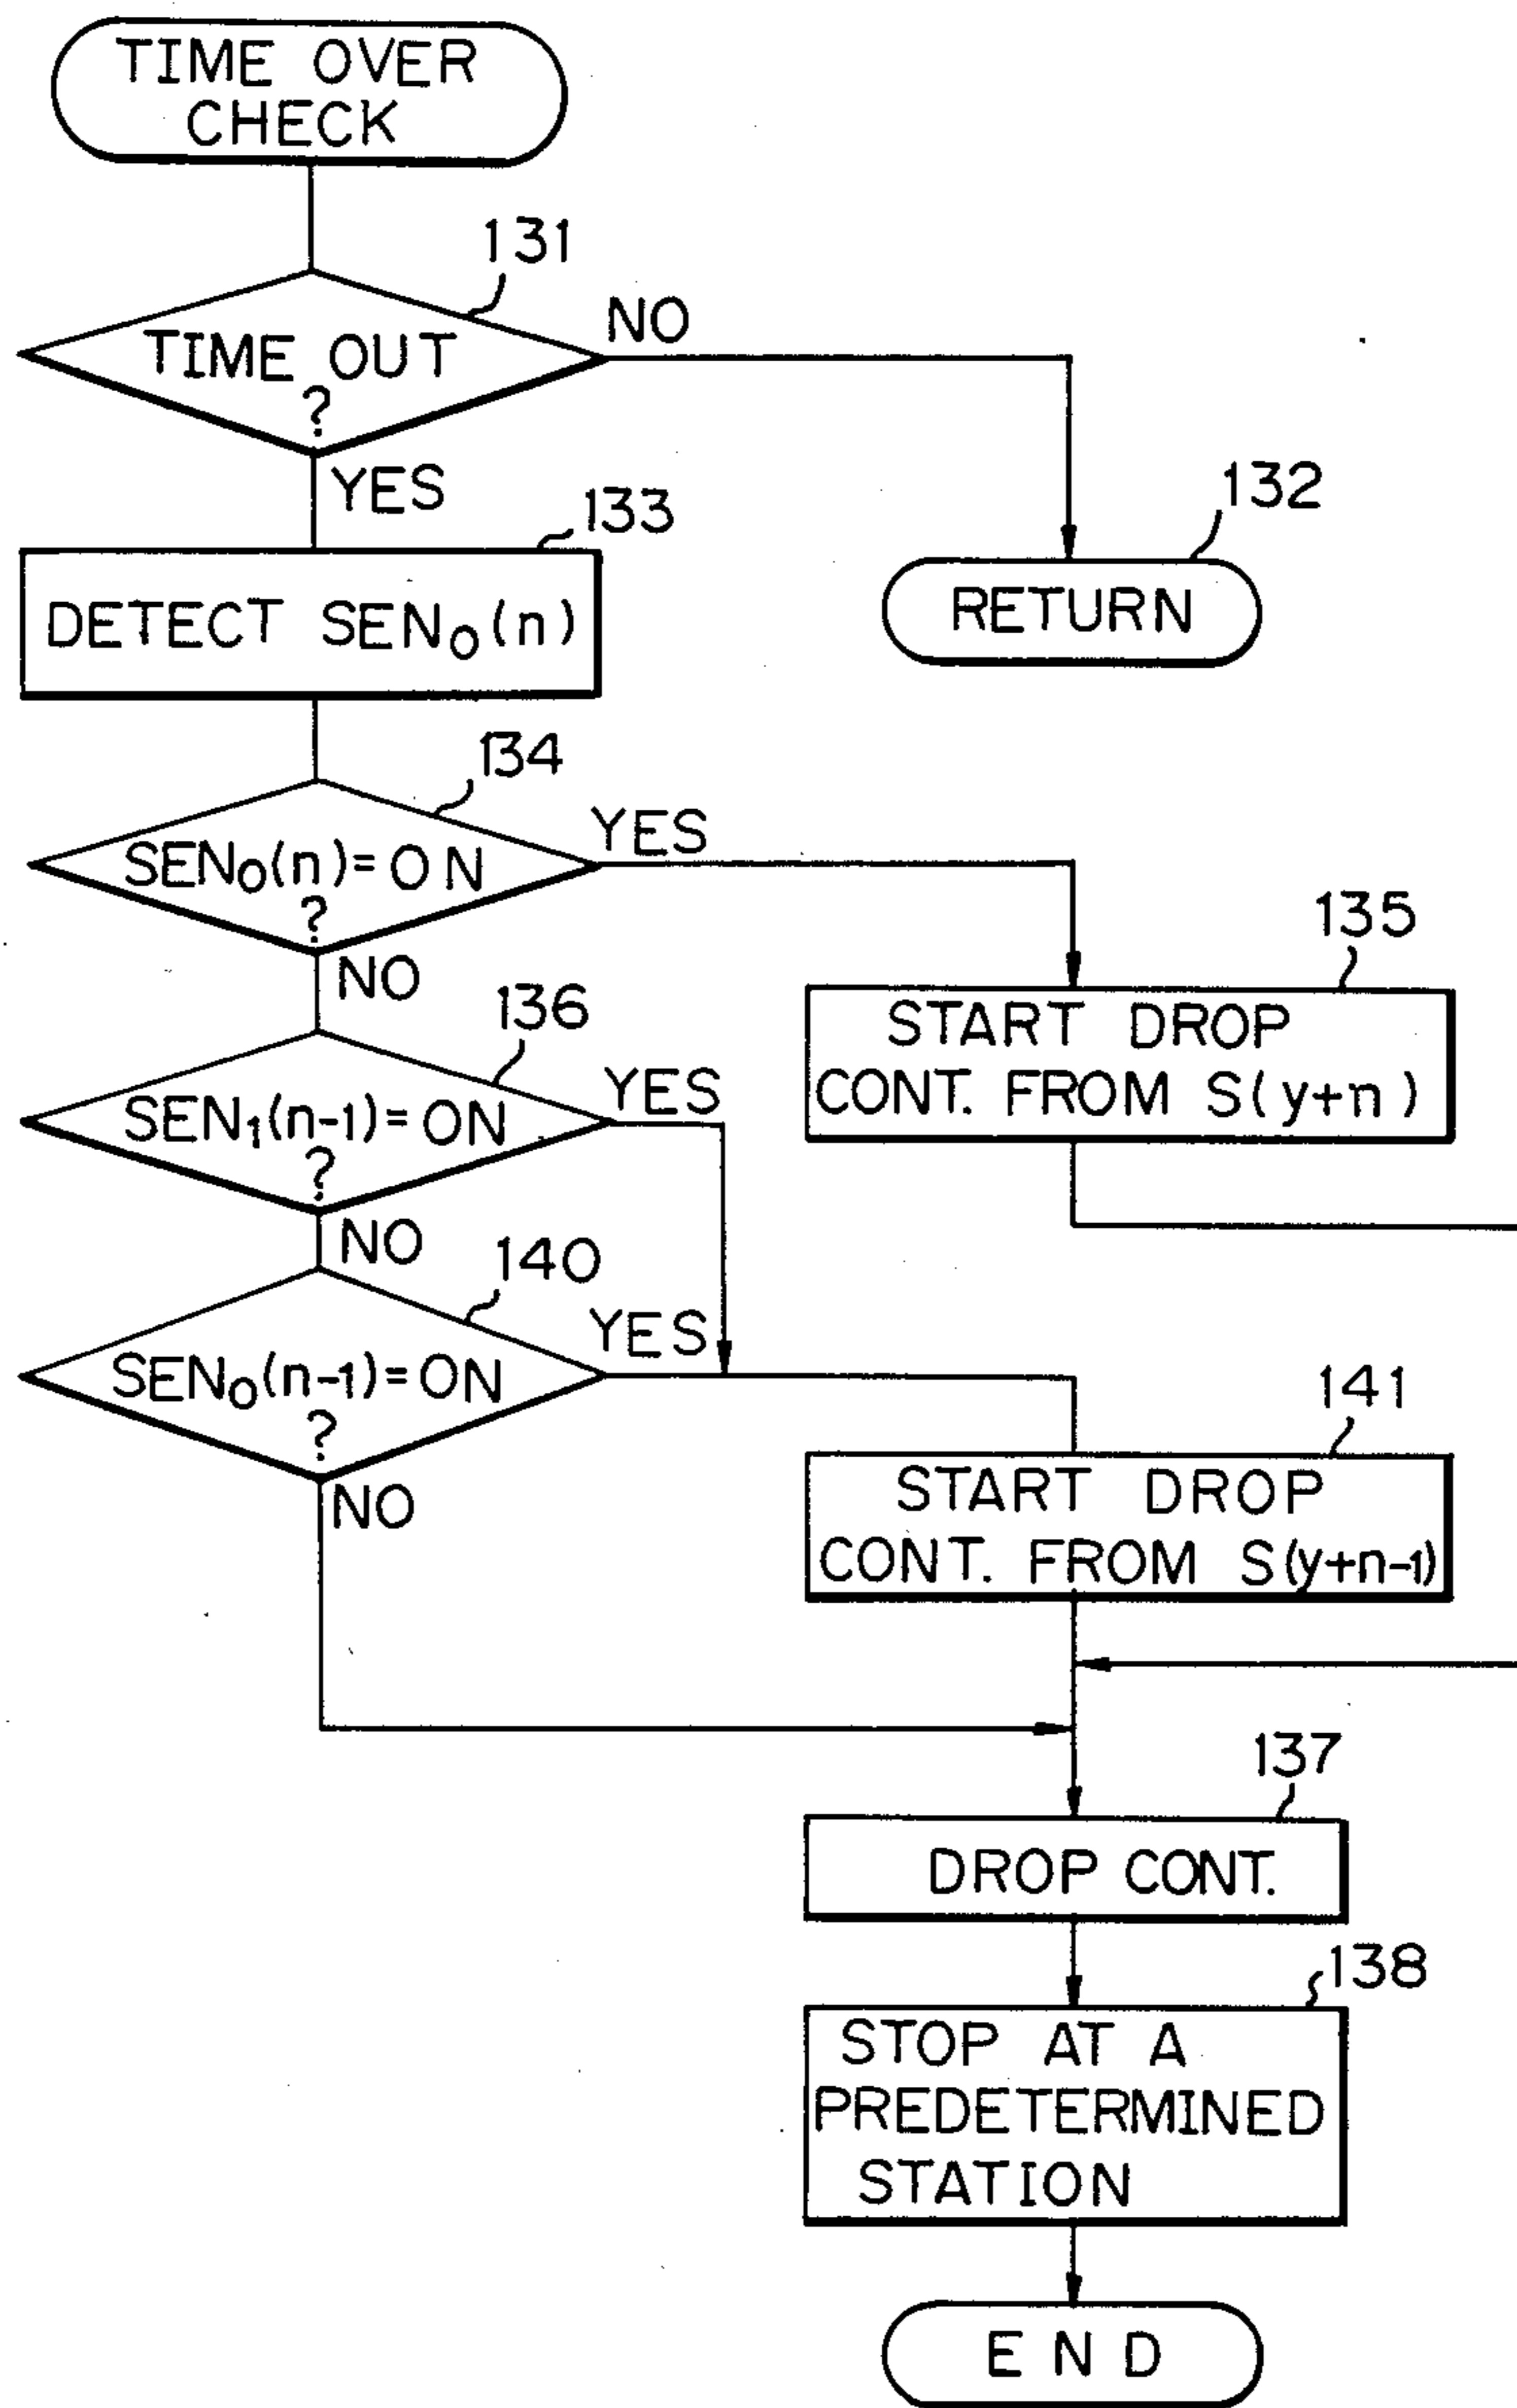 TIME OVER
CHECK
131
TIME OUT
?
NO
YES
132
RETURN
133
DETECT SEN₀(n)
134
SEN₀(n)=ON
?
YES
NO
135
START DROP
CONT. FROM S(y+n)
136
SEN₁(n-1)=ON
?
YES
NO
140
SEN₀(n-1)=ON
?
YES
NO
141
START DROP
CONT. FROM S(y+n-1)
137
DROP CONT.
138
STOP AT A
PREDETERMINED
STATION
END